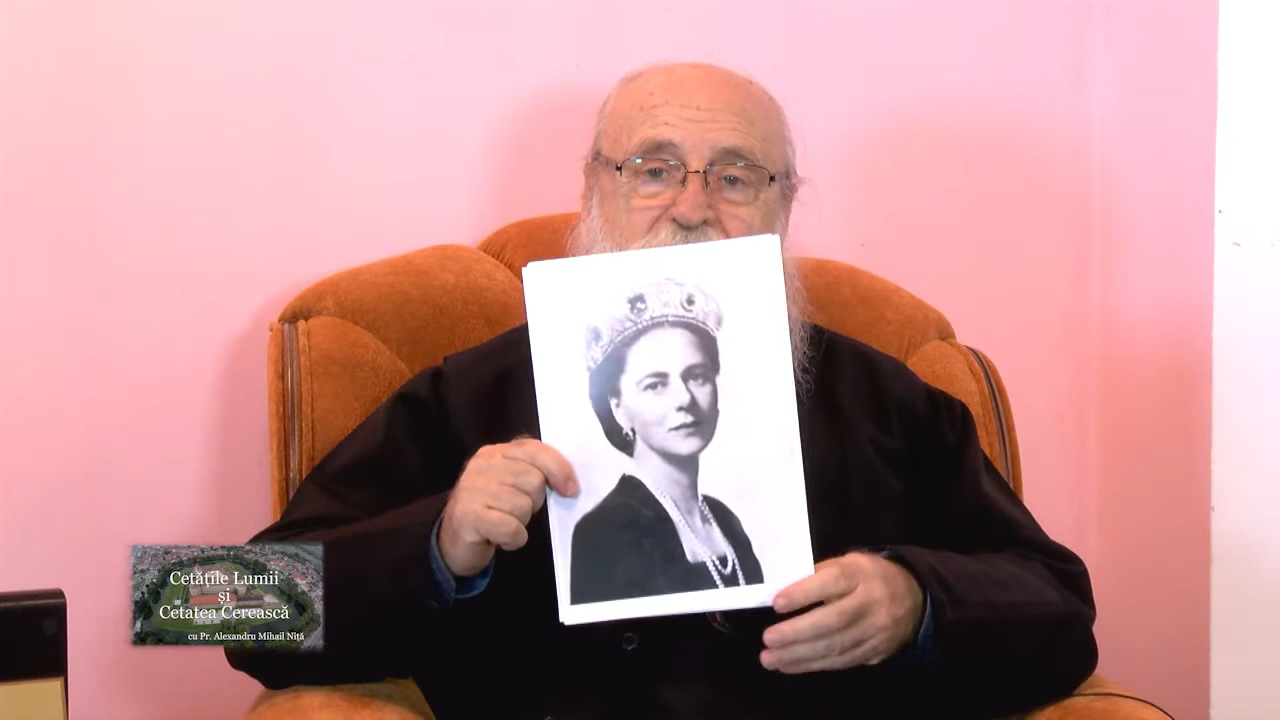 Cetățile Lumii
și
Cetatea Cerească
cu Pr. Alexandru Mihail Niță